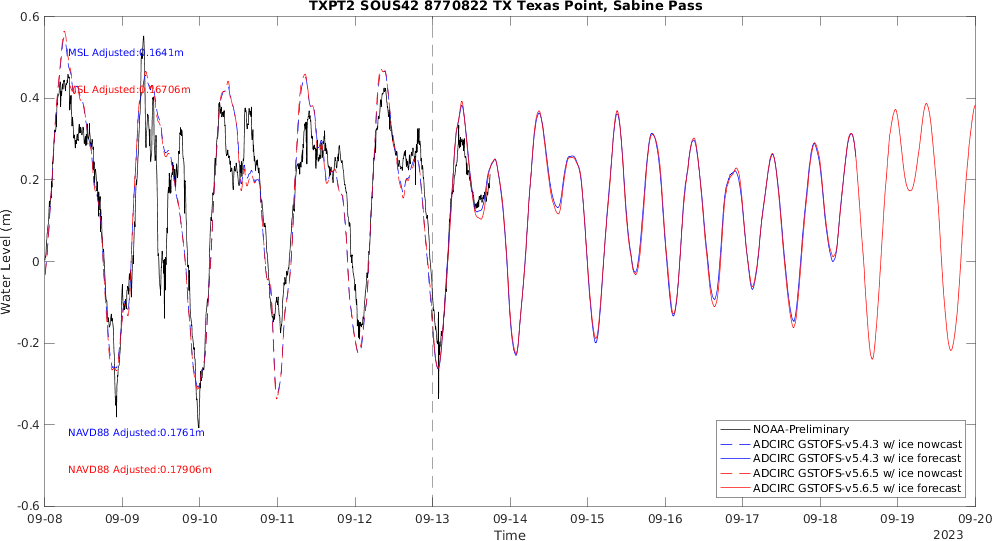 TXPT2 SOUS42 8770822 TX Texas Point, Sabine Pass
0.6
0.4
0.2
0
-0.2
-0.4
-0.6
Water Level (m)
MSL Adjusted:0.1641m
MSL Adjusted:0.16706m
NAVD88 Adjusted:0.1761m
NAVD88 Adjusted:0.17906m
NOAA-Preliminary
ADCIRC GSTOFS-v5.4.3 w/ ice nowcast
ADCIRC GSTOFS-v5.4.3 w/ ice forecast
ADCIRC GSTOFS-v5.6.5 w/ ice nowcast
ADCIRC GSTOFS-v5.6.5 w/ ice forecast
09-08 09-09 09-10 09-11 09-12 09-13 09-14 09-15 09-16 09-17 09-18 09-19 09-20
Time
2023